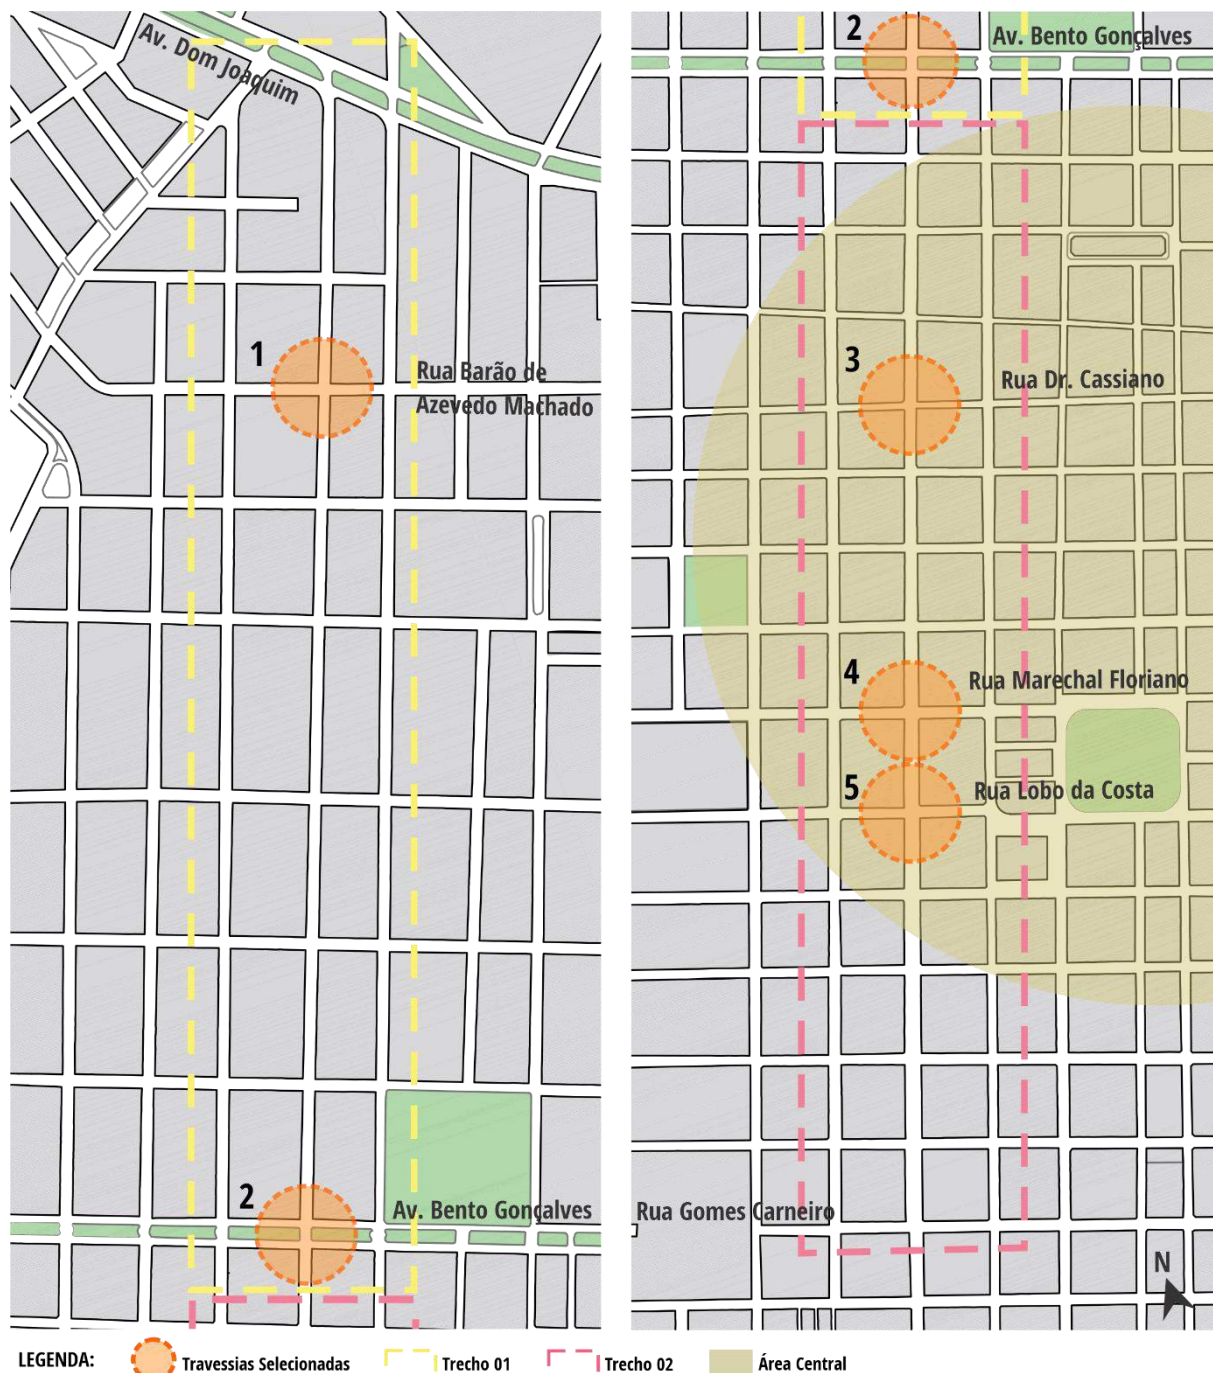 Av. Dom Joaquim
1
Rua Barão de
Azevedo Machado
2
Av. Bento Gonçalves
2
Av. Bento Gonçalves
3
Rua Dr. Cassiano
4
Rua Marechal Floriano
5
Rua Lobo da Costa
Rua Gomes Carneiro
N
LEGENDA:
Travessias Selecionadas
Trecho 01
Trecho 02
Área Central